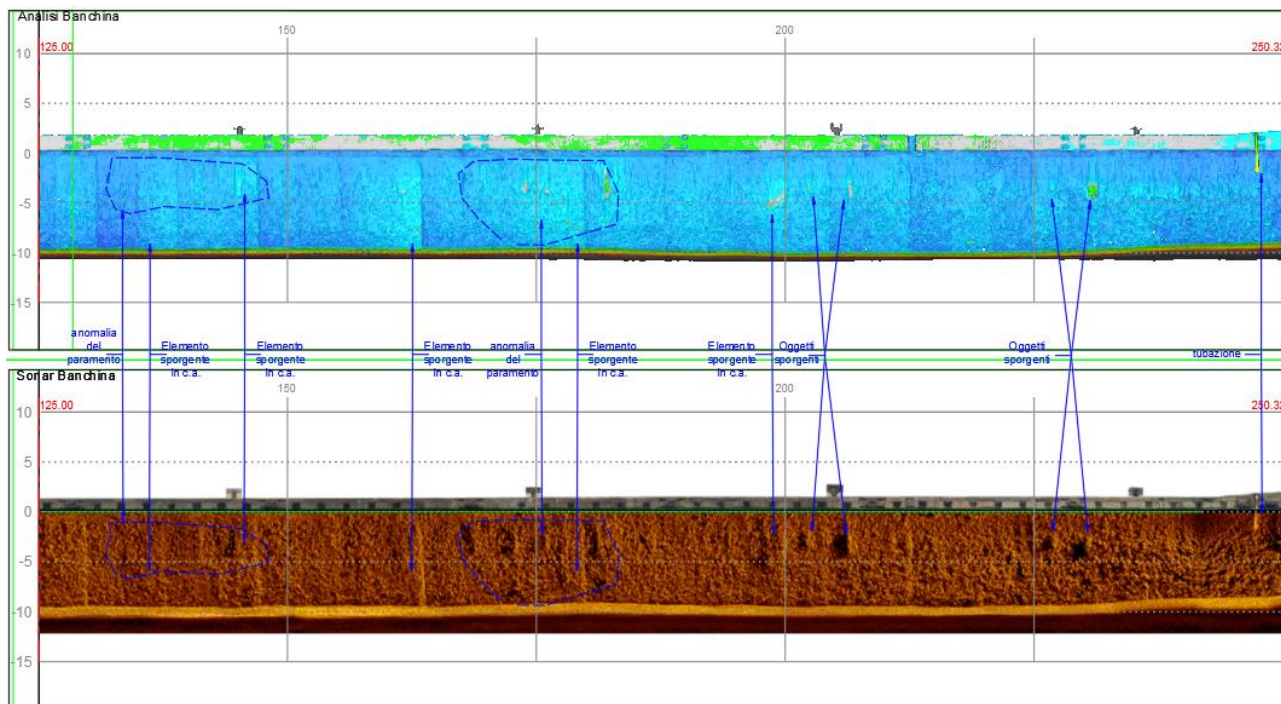 Analisi Banchina
150
200
125.00
250.32
10
5
0
-5
-10
-15
anomalia
del
paramento
Elemento
sporgente
in c.a.
Elemento
sporgente
in c.a.
Elemento
sporgente
in c.a.
anomalia
del
paramento
Elemento
sporgente
in c.a.
Elemento
sporgente
in c.a.
Oggetti
sporgenti
Oggetti
sporgenti
tubazione
Sonar Banchina
150
200
125.00
250.32
10
5
0
-5
-10
-15